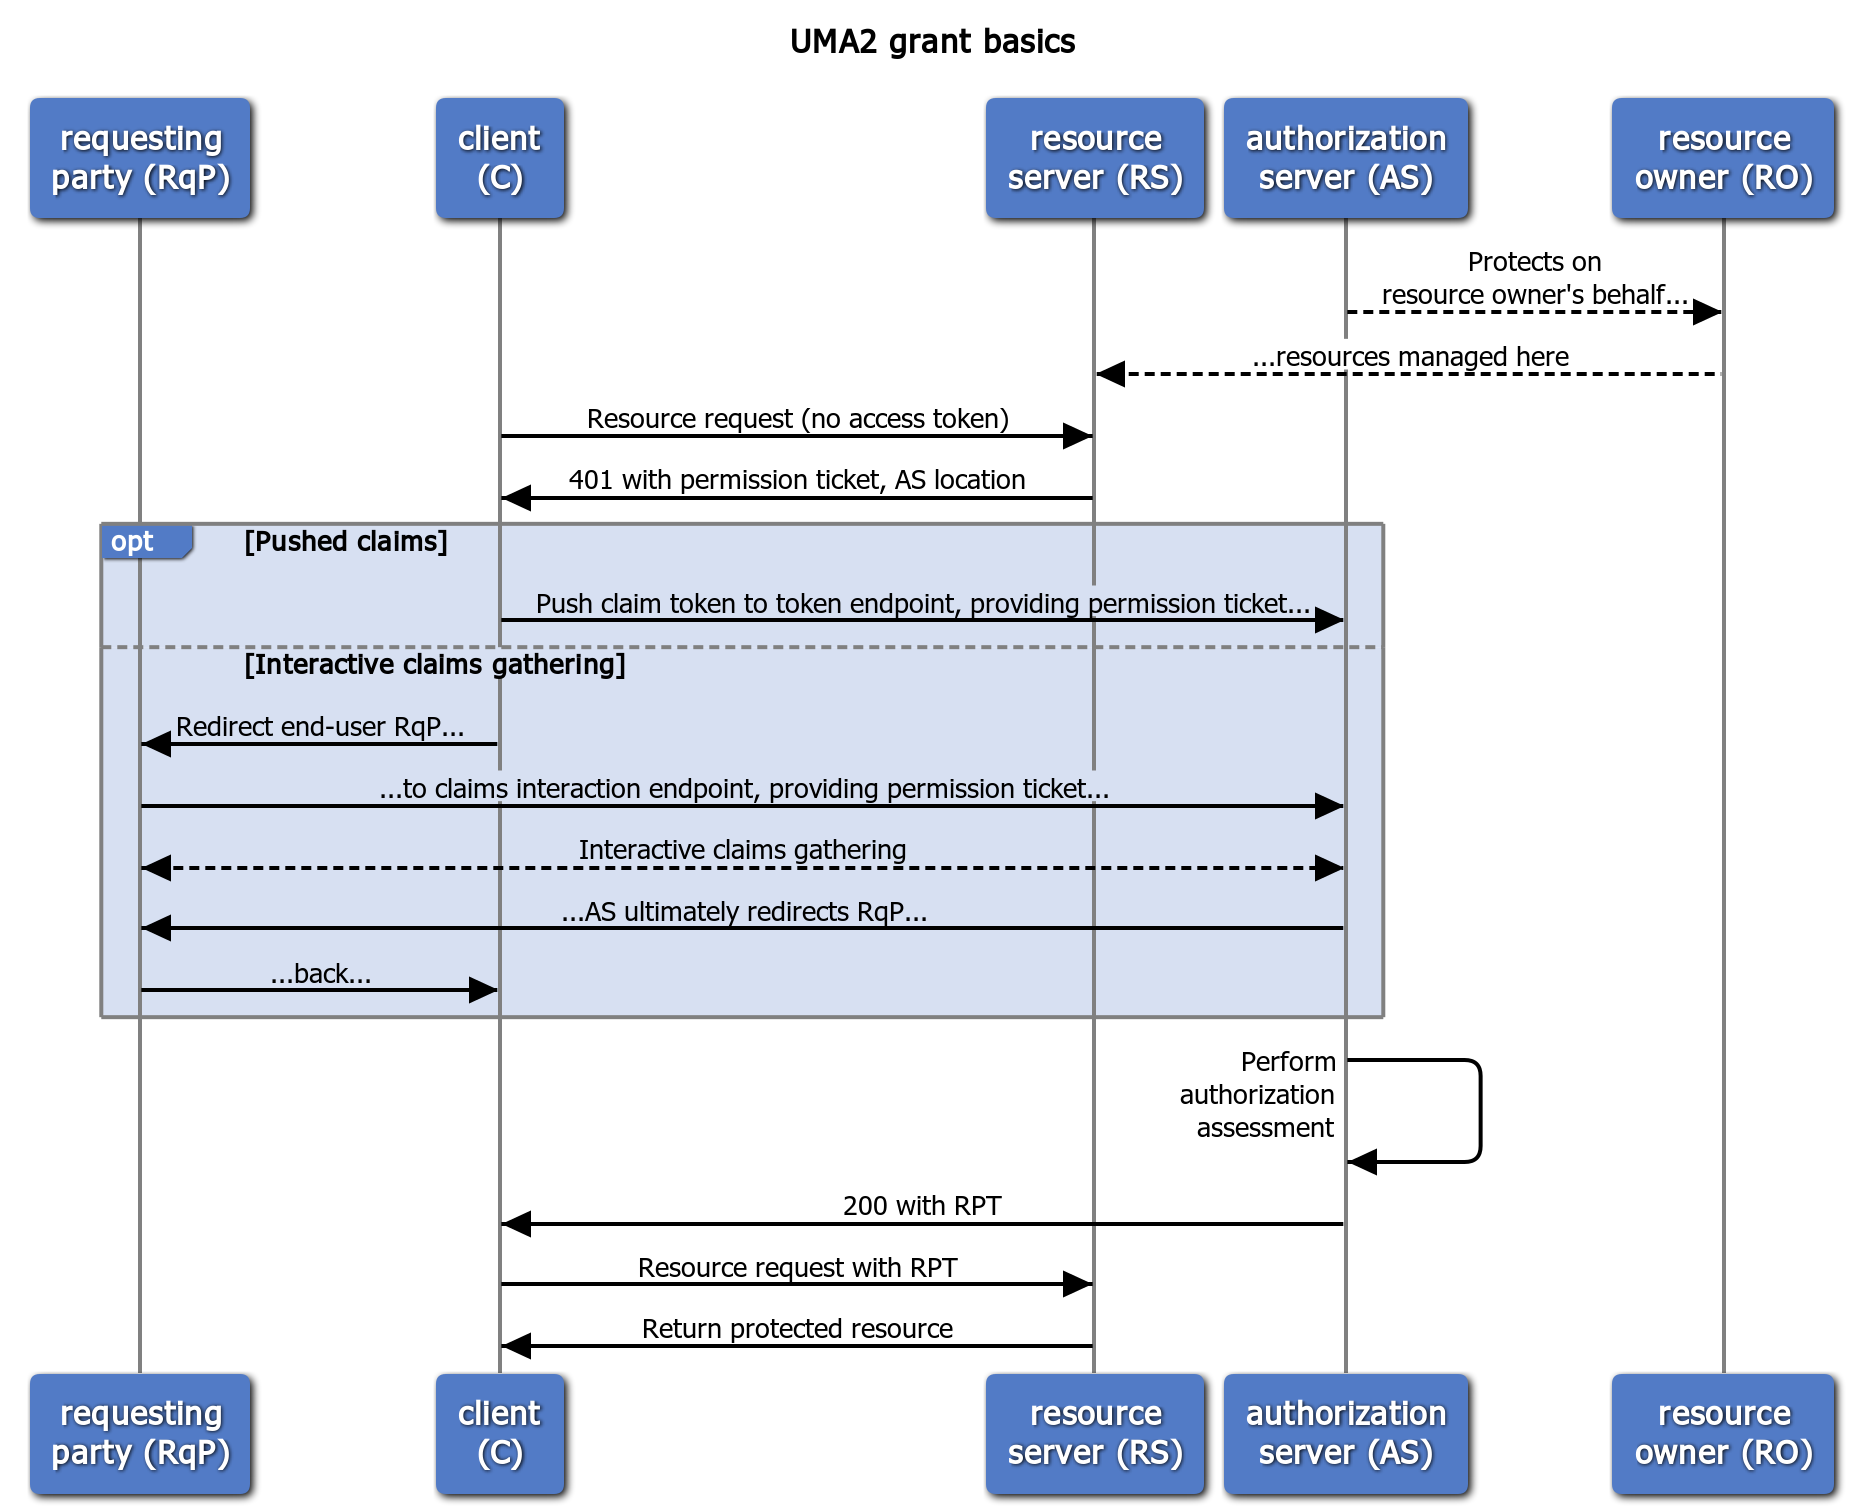 UMA2 grant basics
requesting
party (RqP)
client
(C)
resource
server (RS)
authorization
server (AS)
resource
owner (RO)
Protects on
resource owner's behalf...
...resources managed here
Resource request (no access token)
401 with permission ticket, AS location
opt
[Pushed claims]
Push claim token to token endpoint, providing permission ticket...
[Interactive claims gathering]
Redirect end-user RqP...
...to claims interaction endpoint, providing permission ticket...
Interactive claims gathering
...AS ultimately redirects RqP...
...back...
Perform
authorization
assessment
200 with RPT
Resource request with RPT
Return protected resource
requesting
party (RqP)
client
(C)
resource
server (RS)
authorization
server (AS)
resource
owner (RO)